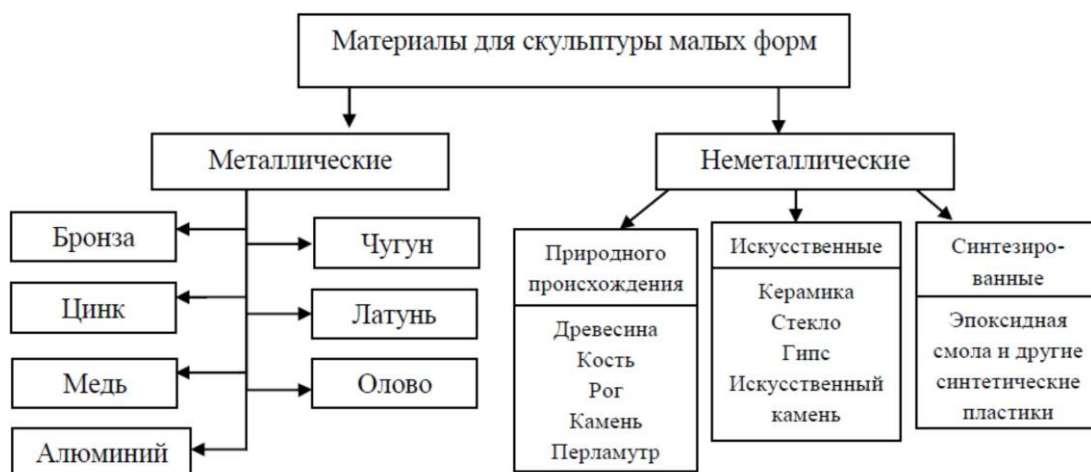 Материалы для скульптуры малых форм
Металлические
Неметаллические
Бронза
Чугун
Цинк
Латунь
Медь
Олово
Алюминий
Природного
происхождения
Древесина
Кость
Рог
Камень
Перламутр
Искусственные
Керамика
Стекло
Гипс
Искусственный
камень
Синтезиро-
ванные
Эпоксидная
смола и другие
синтетические
пластики